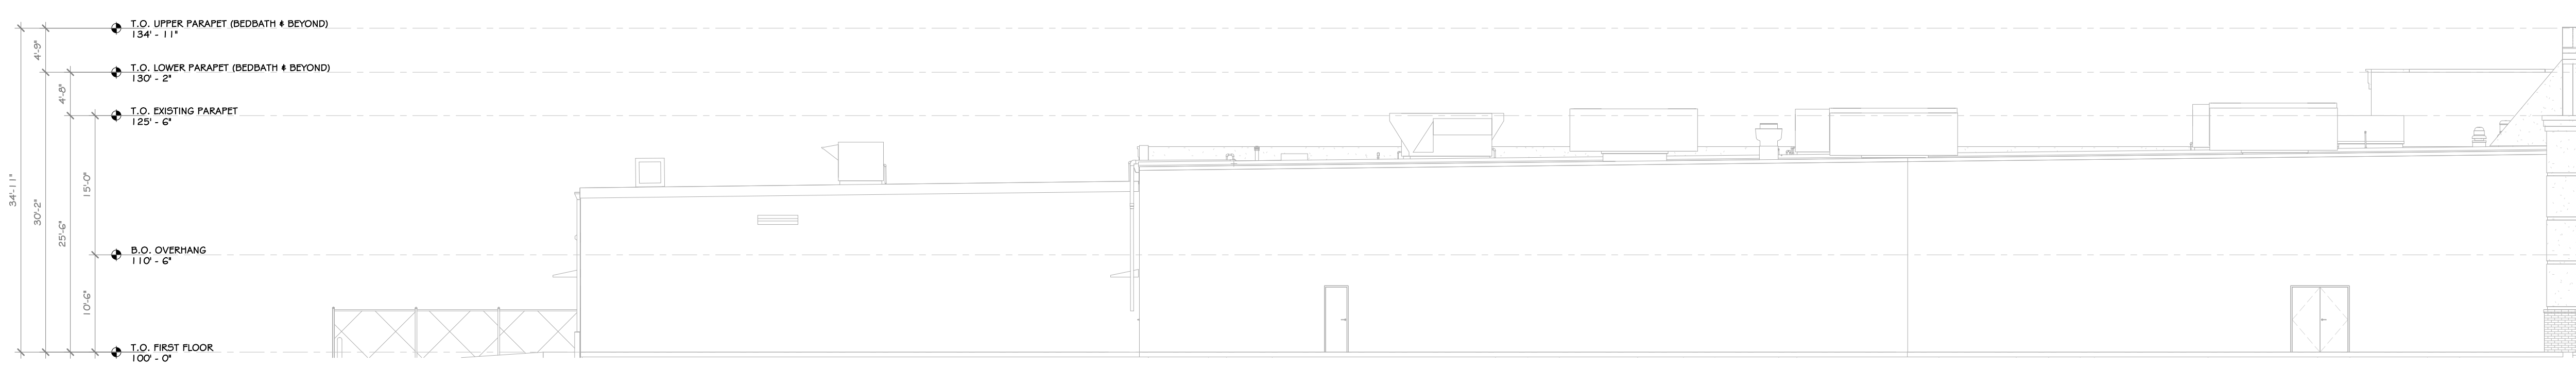 T.O. UPPER PARAPET (BEDBATH & BEYOND)
134' - 11"
4'-9"
T.O. LOWER PARAPET (BEDBATH & BEYOND)
130' - 2"
4'-8"
T.O. EXISTING PARAPET
125' - 6"
34'-11"
30'-2"
25'-6"
15'-0"
B.O. OVERHANG
110' - 6"
10'-6"
T.O. FIRST FLOOR
100' - 0"